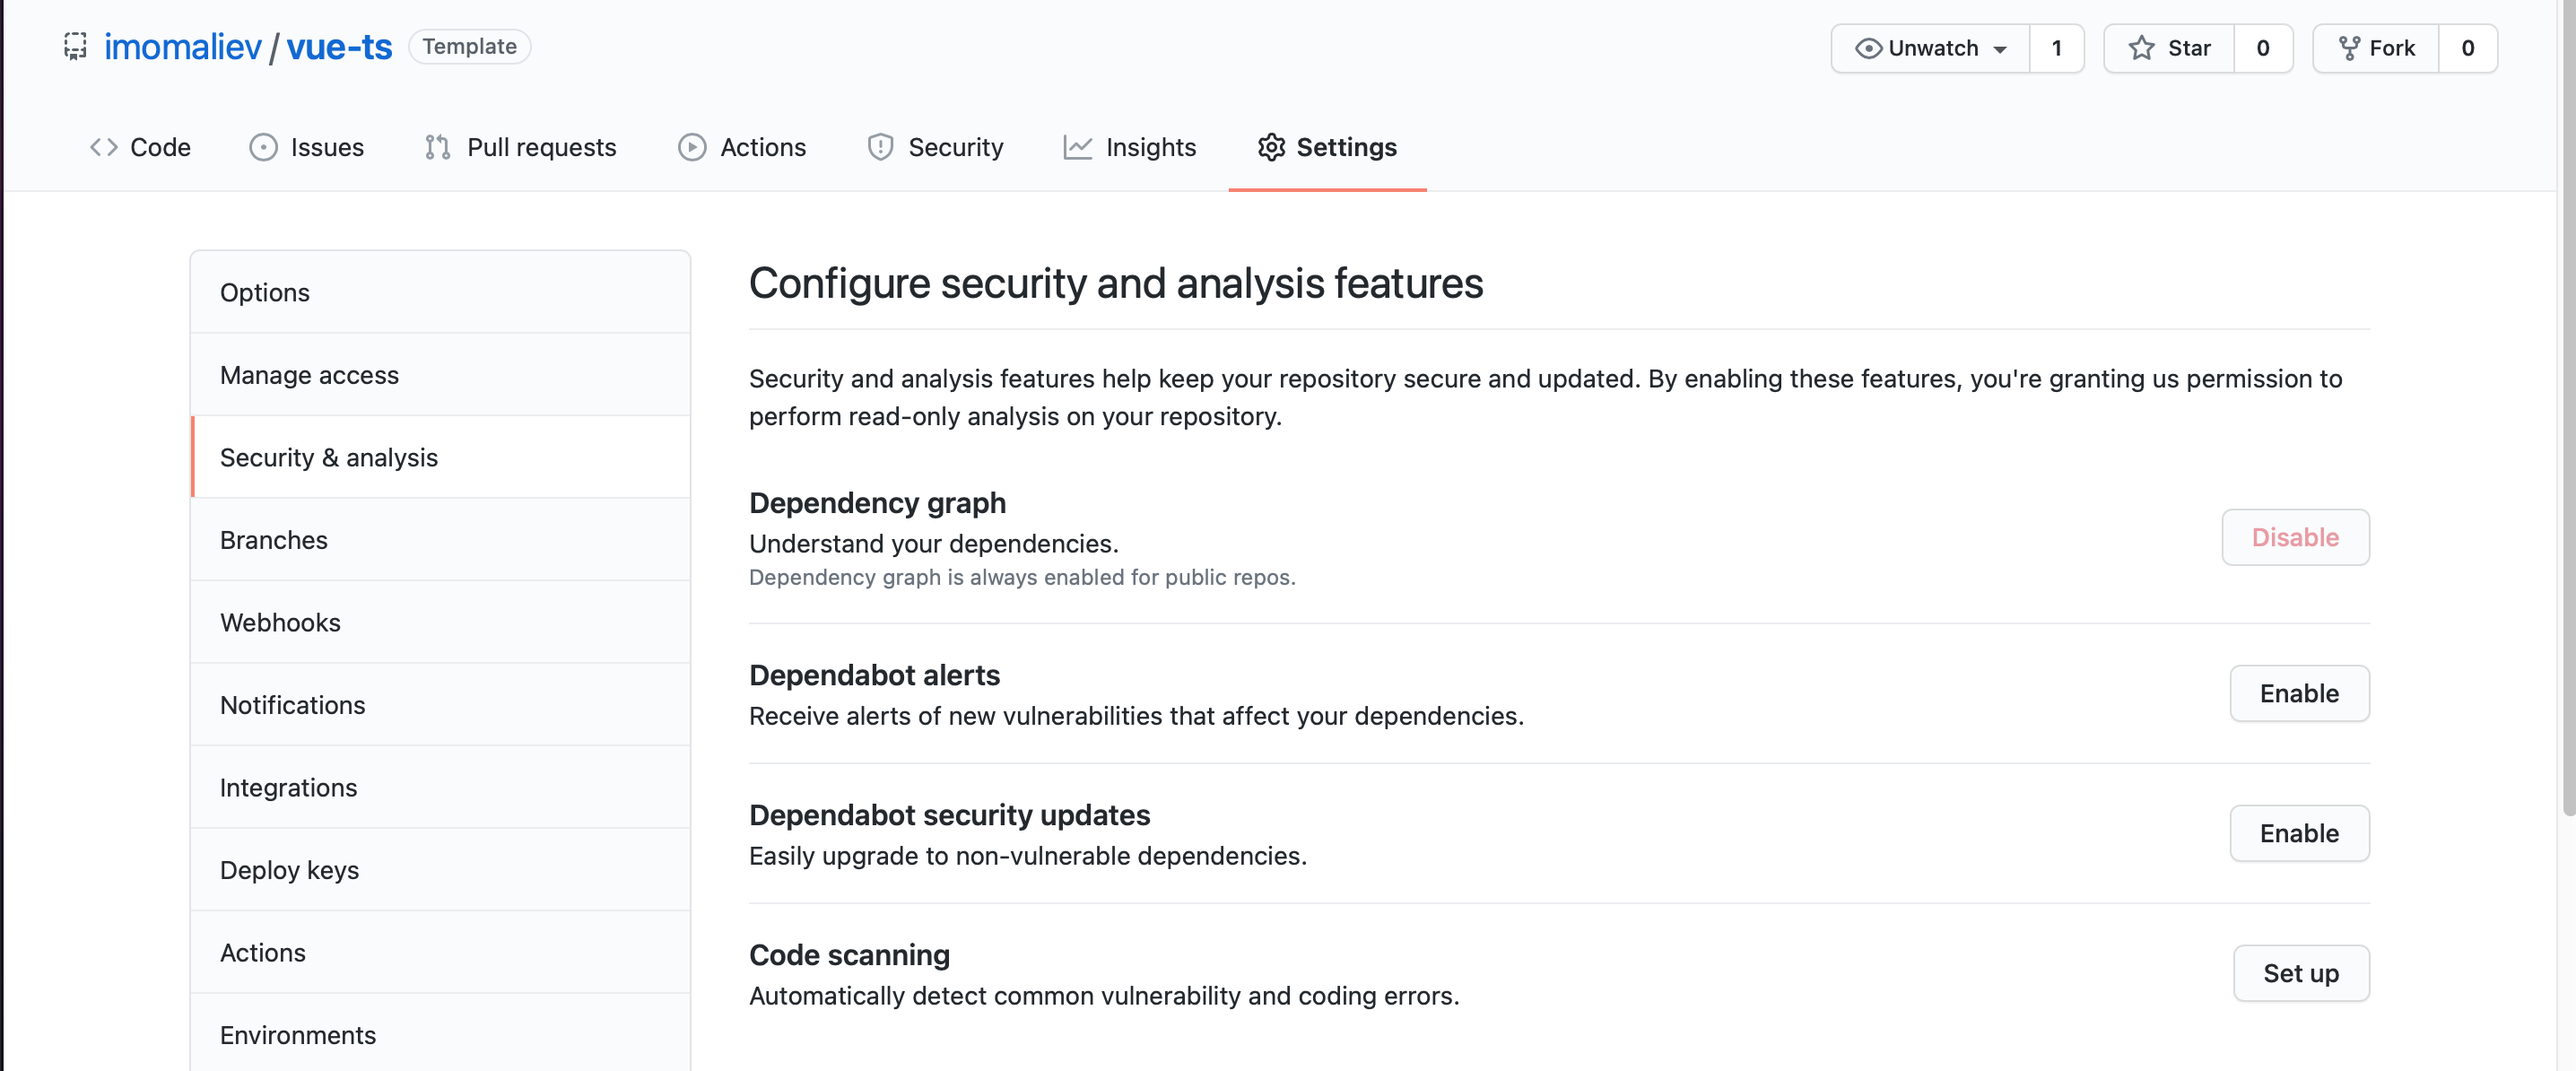 imomaliev / vue-ts Template
Unwatch 1 Star 0 Fork 0
Code Issues Pull requests Actions Security Insights Settings
Options
Manage access
Security & analysis
Branches
Webhooks
Notifications
Integrations
Deploy keys
Actions
Environments
Configure security and analysis features
Security and analysis features help keep your repository secure and updated. By enabling these features, you're granting us permission to
perform read-only analysis on your repository.
Dependency graph
Understand your dependencies.
Dependency graph is always enabled for public repos.
Disable
Dependabot alerts
Receive alerts of new vulnerabilities that affect your dependencies.
Enable
Dependabot security updates
Easily upgrade to non-vulnerable dependencies.
Enable
Code scanning
Automatically detect common vulnerability and coding errors.
Set up